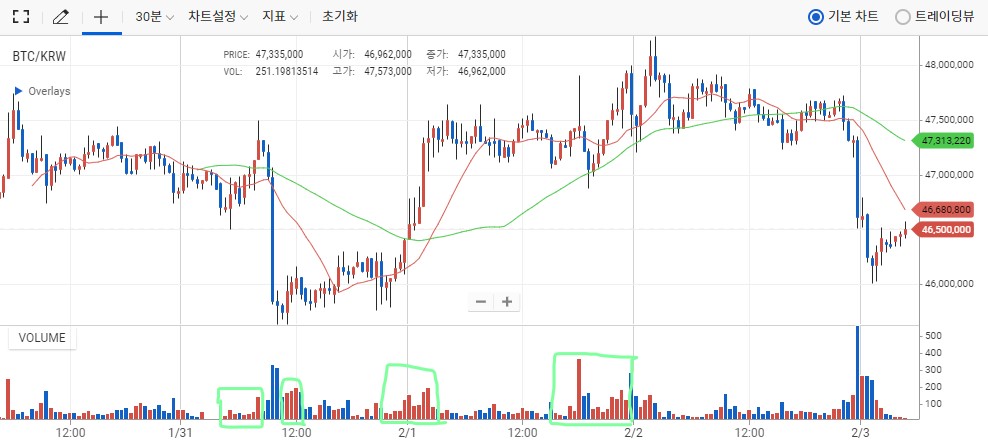 30분 차트설정 지표 초기화 기본 차트 트레이딩뷰
BTC/KRW PRICE: 47,335,000 시가: 46,962,000 종가: 47,335,000
VOL: 251.19813514 고가: 47,573,000 저가: 46,962,000
Overlays
48,000,000
47,500,000
47,313,220
47,000,000
46,680,800
46,500,000
46,000,000
VOLUME
500
400
300
200
100
12:00 1/31 12:00 2/1 12:00 2/2 12:00 2/3